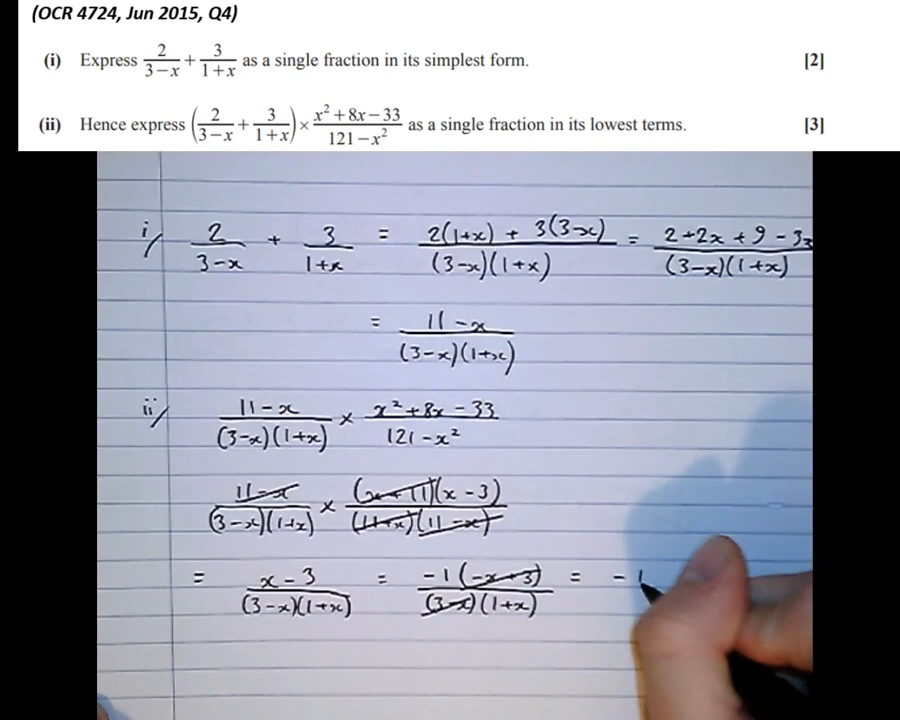 (OCR 4724, Jun 2015, Q4)
(i) Express 2/(3−x) + 3/(1+x) as a single fraction in its simplest form. [2]
(ii) Hence express (2/(3−x) + 3/(1+x)) × (x²+8x−33)/(121−x²) as a single fraction in its lowest terms. [3]
i/ 2/(3-x) + 3/(1+x) = (2(1+x) + 3(3-x))/((3-x)(1+x)) = (2+2x+9-3x)/((3-x)(1+x))
= (11-x)/((3-x)(1+x))
ii/ (11-x)/((3-x)(1+x)) × (x²+8x-33)/(121-x²)
(11-x)/((3-x)(1+x)) × ((x+11)(x-3))/((11+x)(11-x))
= (x-3)/((3-x)(1+x)) = (-1(-x+3))/((3-x)(1+x)) = -1